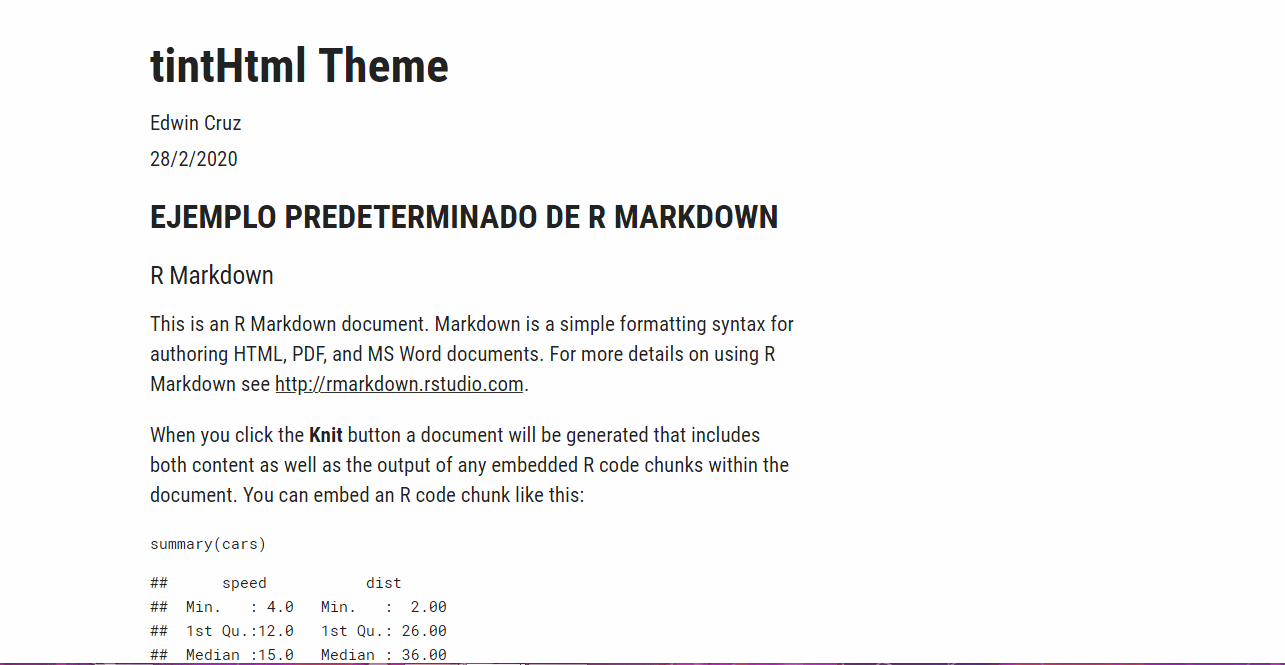 tintHtml Theme
Edwin Cruz
28/2/2020
EJEMPLO PREDETERMINADO DE R MARKDOWN
R Markdown
This is an R Markdown document. Markdown is a simple formatting syntax for
authoring HTML, PDF, and MS Word documents. For more details on using R
Markdown see http://rmarkdown.rstudio.com.
When you click the Knit button a document will be generated that includes
both content as well as the output of any embedded R code chunks within the
document. You can embed an R code chunk like this:
summary(cars)
##      speed           dist
##  Min.   : 4.0   Min.   :  2.00
##  1st Qu.:12.0   1st Qu.: 26.00
##  Median :15.0   Median : 36.00